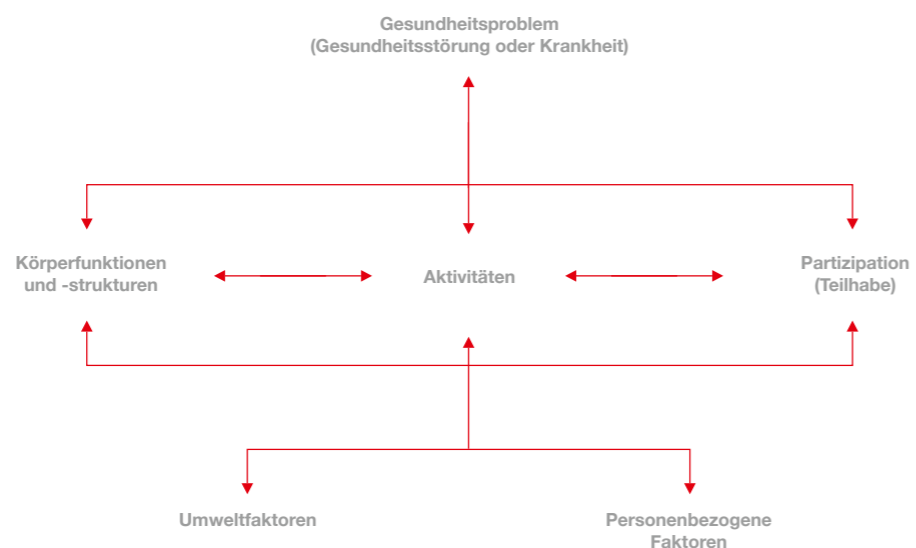 Gesundheitsproblem
(Gesundheitsstörung oder Krankheit)
Körperfunktionen
und -strukturen
Aktivitäten
Partizipation
(Teilhabe)
Umweltfaktoren
Personenbezogene
Faktoren